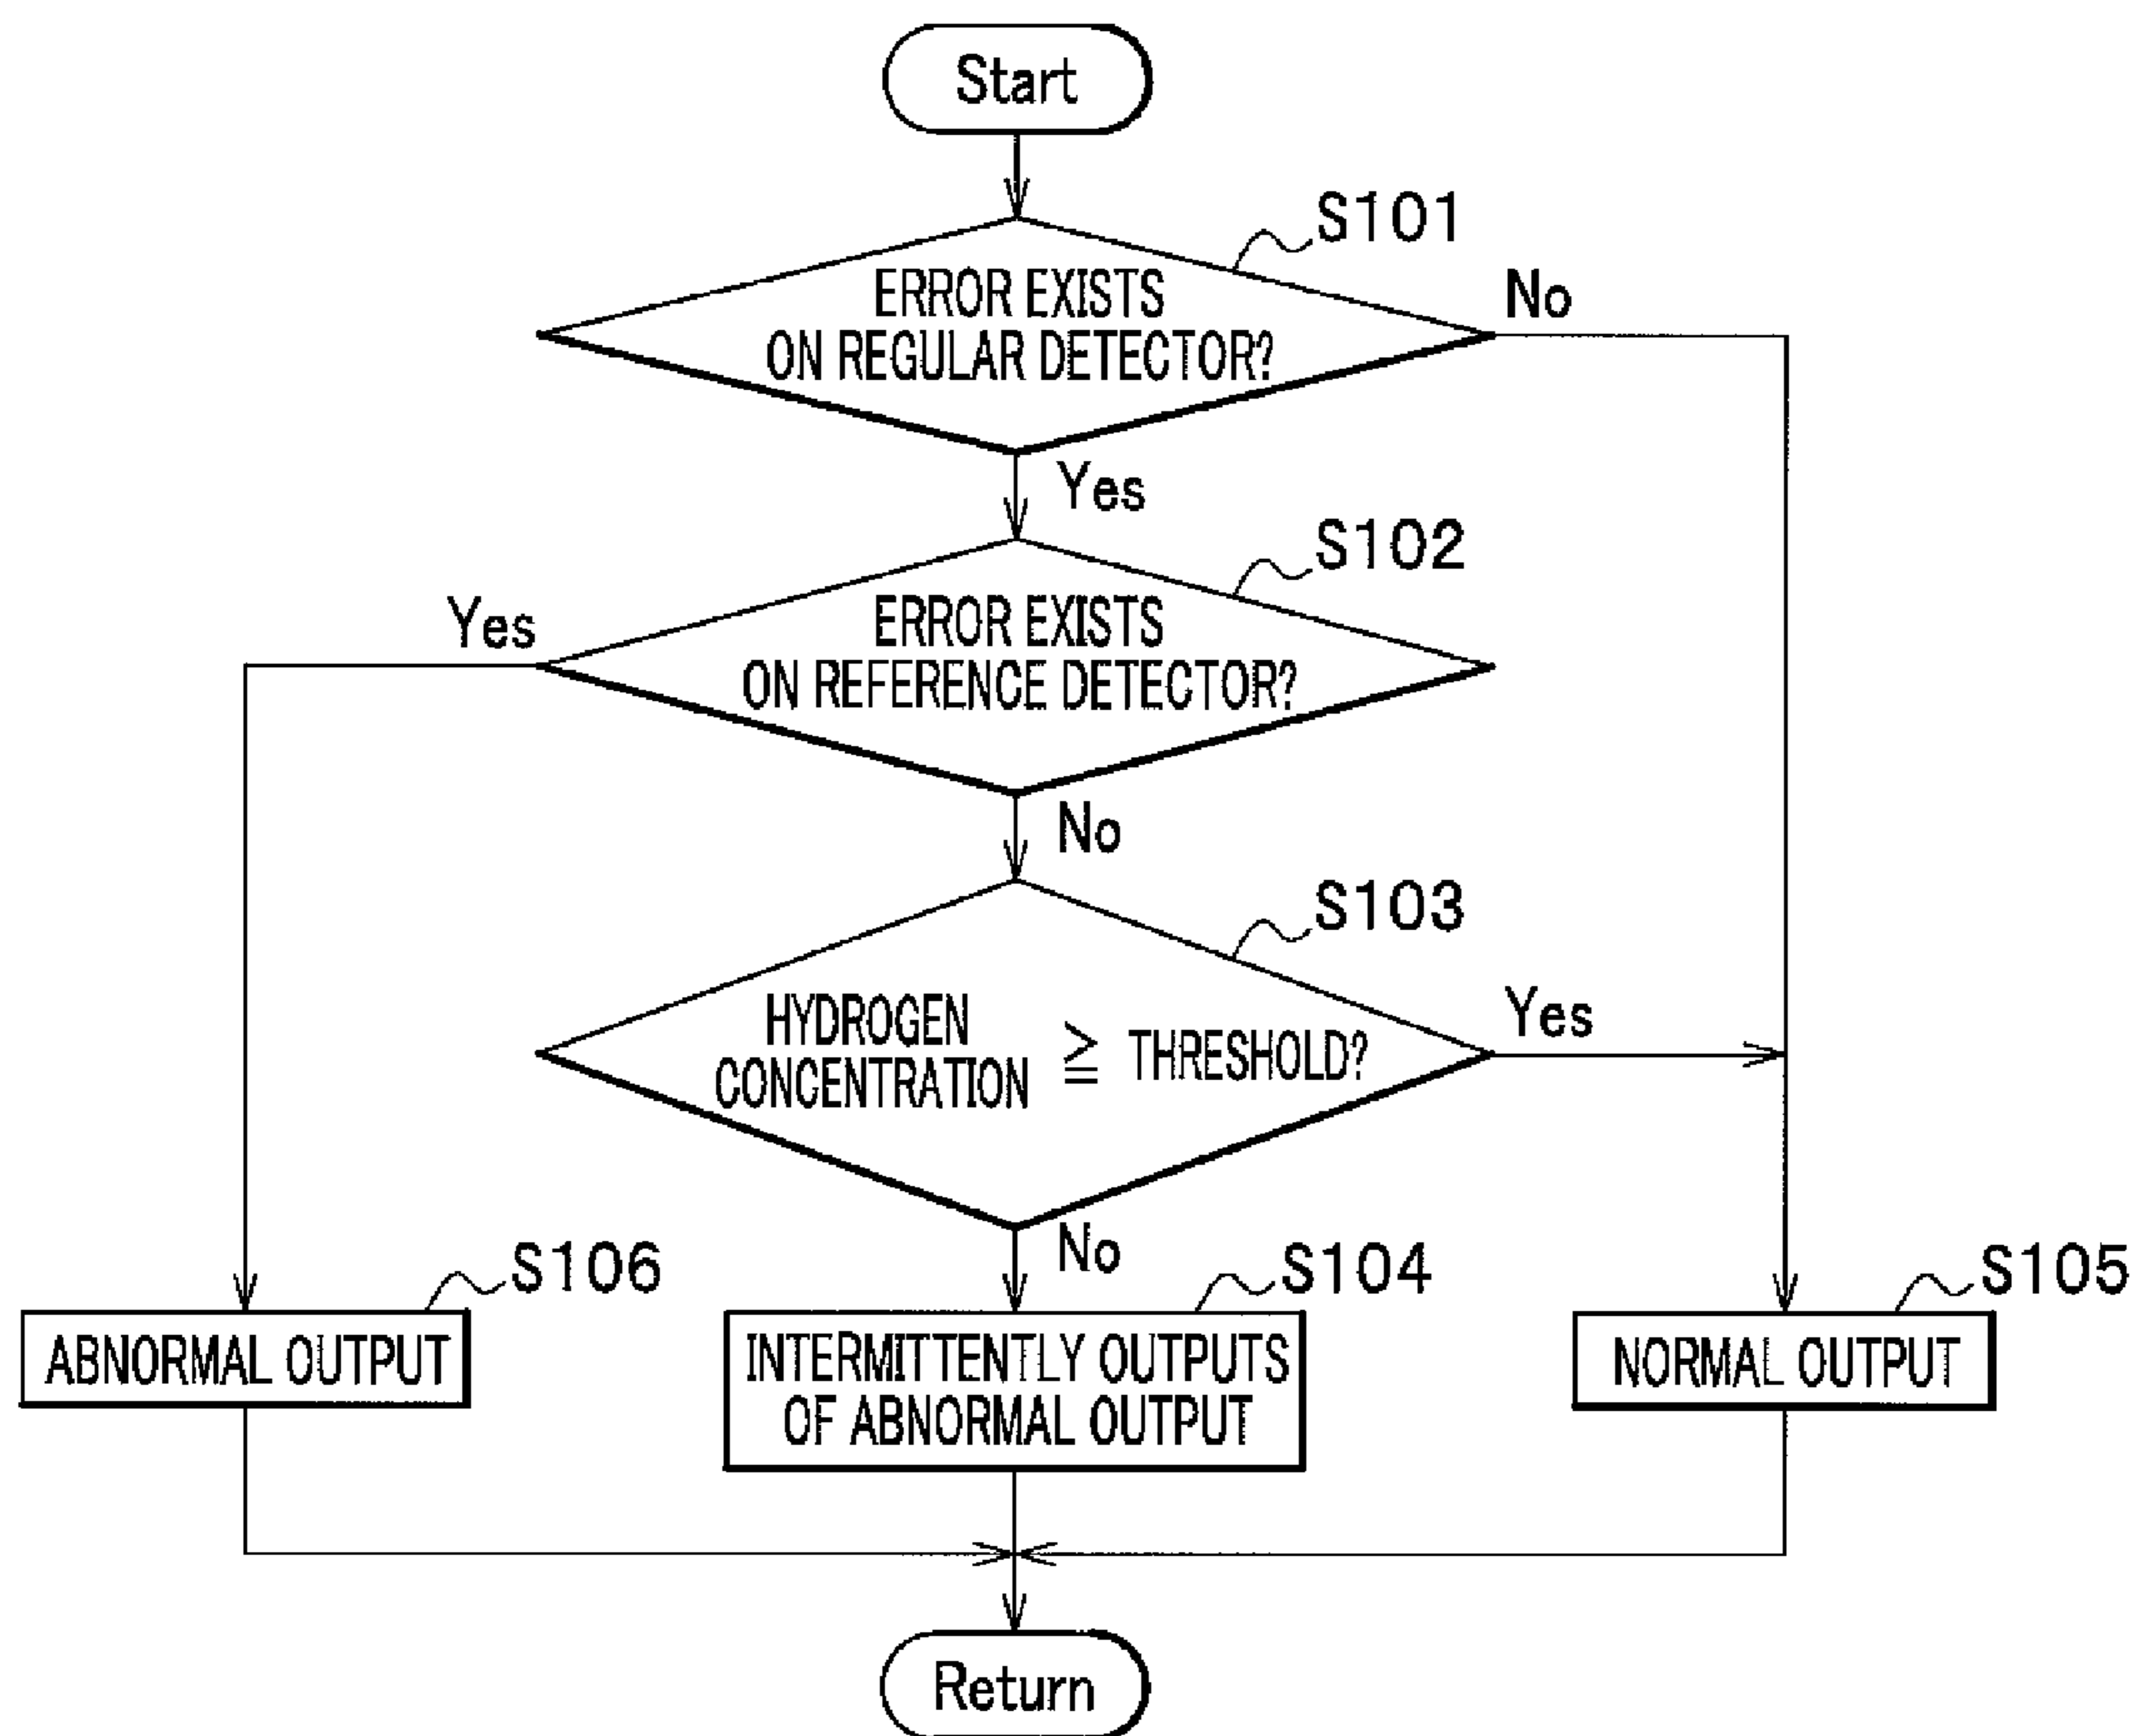 Start
S101
ERROR EXISTS
ON REGULAR DETECTOR?
No
Yes
S102
ERROR EXISTS
ON REFERENCE DETECTOR?
Yes
No
S103
HYDROGEN
CONCENTRATION ≧ THRESHOLD?
Yes
No
S106
ABNORMAL OUTPUT
S104
INTERMITTENTLY OUTPUTS
OF ABNORMAL OUTPUT
S105
NORMAL OUTPUT
Return